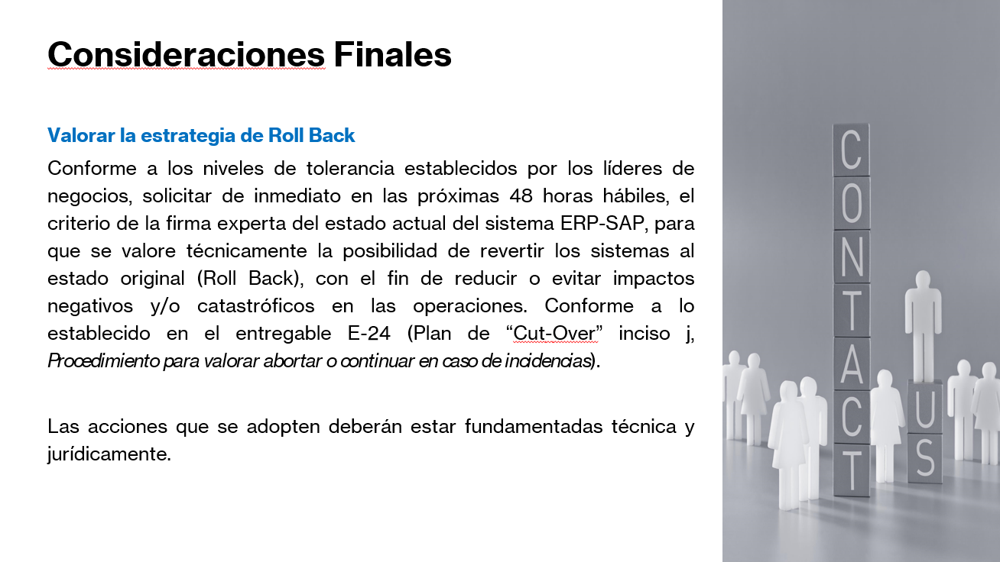 Consideraciones Finales
Valorar la estrategia de Roll Back
Conforme a los niveles de tolerancia establecidos por los líderes de
negocios, solicitar de inmediato en las próximas 48 horas hábiles, el
criterio de la firma experta del estado actual del sistema ERP-SAP, para
que se valore técnicamente la posibilidad de revertir los sistemas al
estado original (Roll Back), con el fin de reducir o evitar impactos
negativos y/o catastróficos en las operaciones. Conforme a lo
establecido en el entregable E-24 (Plan de “Cut-Over” inciso j,
Procedimiento para valorar abortar o continuar en caso de incidencias).
Las acciones que se adopten deberán estar fundamentadas técnica y
jurídicamente.
CONTACT
US